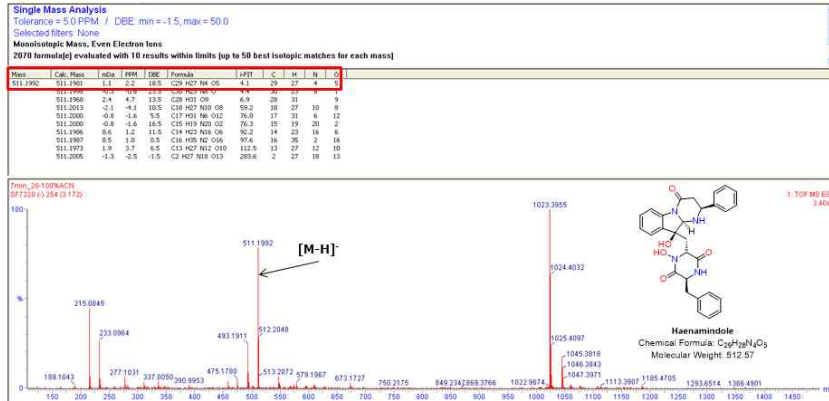 Single Mass Analysis
Tolerance = 5.0 PPM / DBE: min = -1.5, max = 50.0
Selected filters: None
Monoisotopic Mass, Even Electron Ions
2070 formula(e) evaluated with 10 results within limits (up to 50 best isotopic matches for each mass)
Mass Calc. Mass mDa PPM DBE Formula i-FIT C H N O
511.1992 511.1981 1.1 2.2 18.5 C29 H27 N4 O5 4.1 29 27 4 5
511.1968 2.4 4.7 13.5 C28 H31 O9 6.9 28 31 9
511.2013 -2.1 -4.1 10.5 C18 H27 N10 O8 59.2 18 27 10 8
511.2000 -0.8 -1.6 5.5 C17 H31 N6 O12 76.0 17 31 6 12
511.2000 -0.8 -1.6 16.5 C15 H19 N20 O2 76.3 15 19 20 2
511.1986 0.6 1.2 11.5 C14 H23 N16 O6 92.2 14 23 16 6
511.1987 0.5 1.0 0.5 C16 H35 N2 O16 97.6 16 35 2 16
511.1973 1.9 3.7 6.5 C13 H27 N12 O10 112.5 13 27 12 10
511.2005 -1.3 -2.5 -1.5 C2 H27 N18 O13 283.6 2 27 18 13
7min_20-100%ACN
SF7220 (-) 254 (3.172)
1: TOF MS ES
1023.3955
180
511.1992
[M-H]-
1024.4032
%
215.0845
233.0864
483.1911
512.2048
1025.4097
1045.3818
1046.3843
1047.3971
188.1843
277.1031
337.0050
390.9953
475.1790
513.2072
579.1967
673.1727
750.2175
849.2342
869.3766
1022.9674
1113.3907
1185.4705
1293.6514
1366.4901
O
N
NH
H
HO
HO
N
O
O
NH
Haenamindole
Chemical Formula: C29H28N4O5
Molecular Weight: 512.57
0
150 200 250 300 350 400 450 500 550 600 650 700 750 800 850 900 950 1000 1050 1100 1150 1200 1250 1300 1350 1400 1450